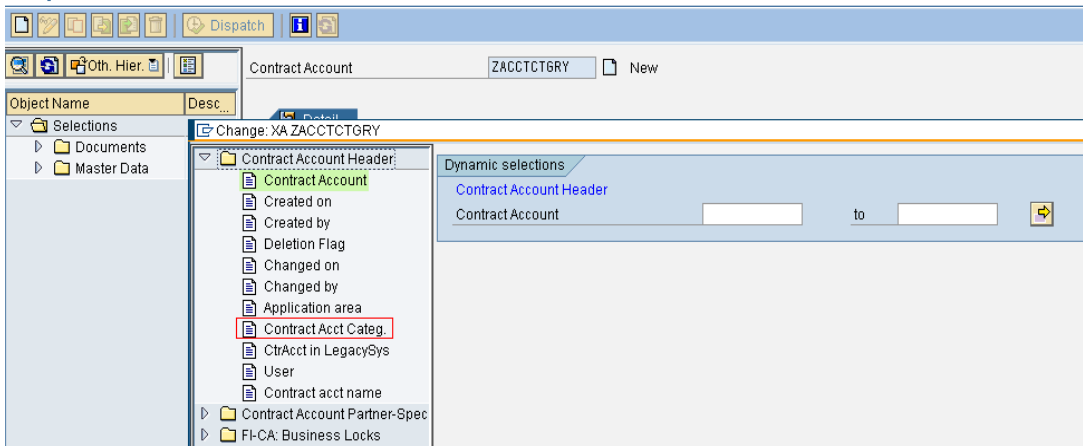 Dispatch
Oth. Hier.
Contract Account ZACCTCTGRY New
Object Name Desc...
Detail
Selections
Documents
Master Data
Change: XA ZACCTCTGRY
Contract Account Header
Contract Account
Created on
Created by
Deletion Flag
Changed on
Changed by
Application area
Contract Acct Categ.
CtrAcct in LegacySys
User
Contract acct name
Contract Account Partner-Spec
FI-CA: Business Locks
Dynamic selections
Contract Account Header
Contract Account to